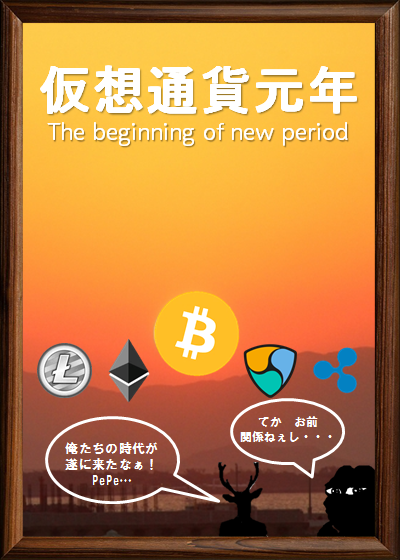 仮想通貨元年
The beginning of new period
てか　お前
関係ねぇし・・・
俺たちの時代が
遂に来たなぁ！
PePe…